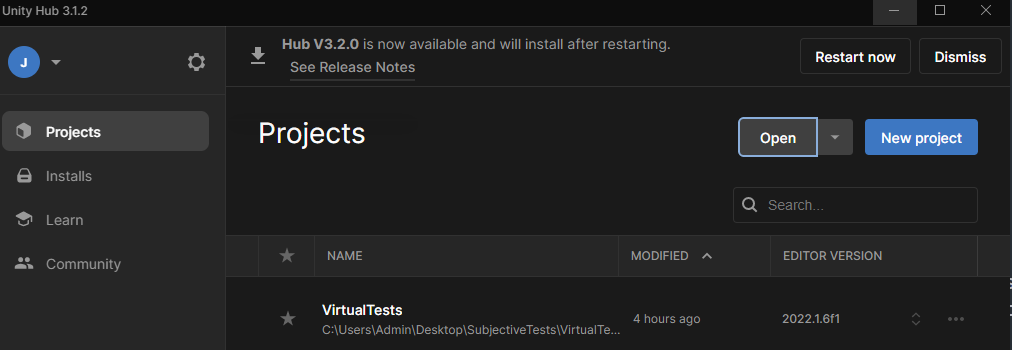 Unity Hub 3.1.2
J
Hub V3.2.0 is now available and will install after restarting.
See Release Notes
Restart now
Dismiss
Projects
Installs
Learn
Community
Projects
Open
New project
Search...
NAME
MODIFIED
EDITOR VERSION
VirtualTests
C:\Users\Admin\Desktop\SubjectiveTests\VirtualTe...
4 hours ago
2022.1.6f1